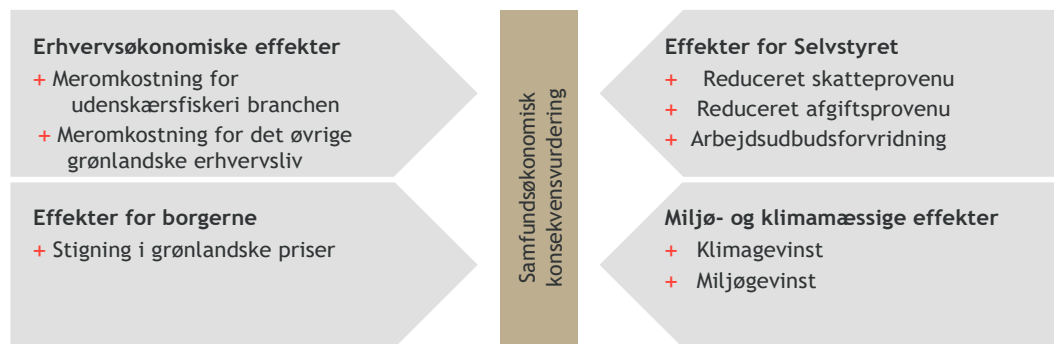 Erhvervsøkonomiske effekter
+ Meromkostning for
udenskærsfiskeri branchen
+ Meromkostning for det øvrige
grønlandske erhvervsliv
Effekter for borgerne
+ Stigning i grønlandske priser
Samfundsøkonomisk
konsekvensvurdering
Effekter for Selvstyret
+ Reduceret skatteprovenu
+ Reduceret afgiftsprovenu
+ Arbejdsudbudsforvridning
Miljø- og klimamæssige effekter
+ Klimagevinst
+ Miljøgevinst